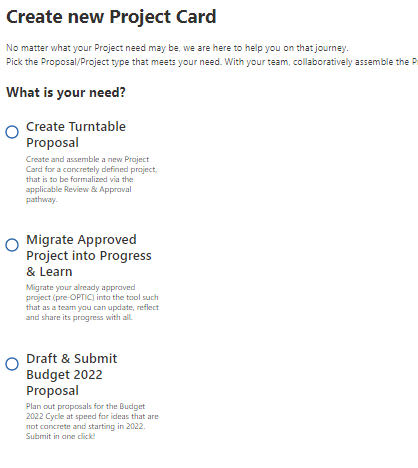 Create new Project Card
No matter what your Project need may be, we are here to help you on that journey.
Pick the Proposal/Project type that meets your need. With your team, collaboratively assemble the P
What is your need?
Create Turntable
Proposal
Create and assemble a new Project
Card for a concretely defined project,
that is to be formalized via the
applicable Review & Approval
pathway.
Migrate Approved
Project into Progress
& Learn
Migrate your already approved
project (pre-OPTIC) into the tool such
that as a team you can update, reflect
and share its progress with all.
Draft & Submit
Budget 2022
Proposal
Plan out proposals for the Budget
2022 Cycle at speed for ideas that are
not concrete and starting in 2022.
Submit in one click!